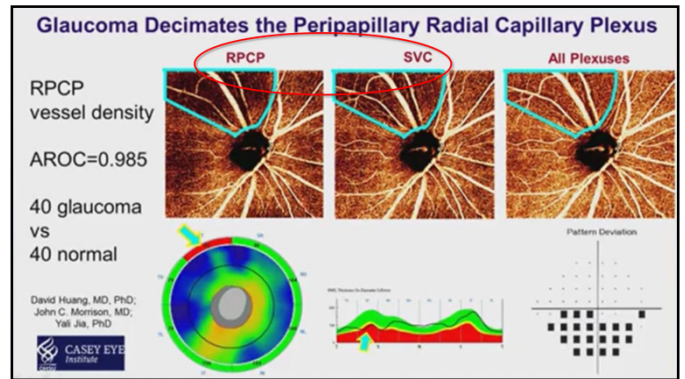 Glaucoma Decimates the Peripapillary Radial Capillary Plexus
RPCP
SVC
All Plexuses
RPCP
vessel density
AROC=0.985
40 glaucoma
vs
40 normal
David Huang, MD, PhD;
John C. Morrison, MD;
Yali Jia, PhD
CASEY EYE
Institute
OHSU
Pattern Deviation